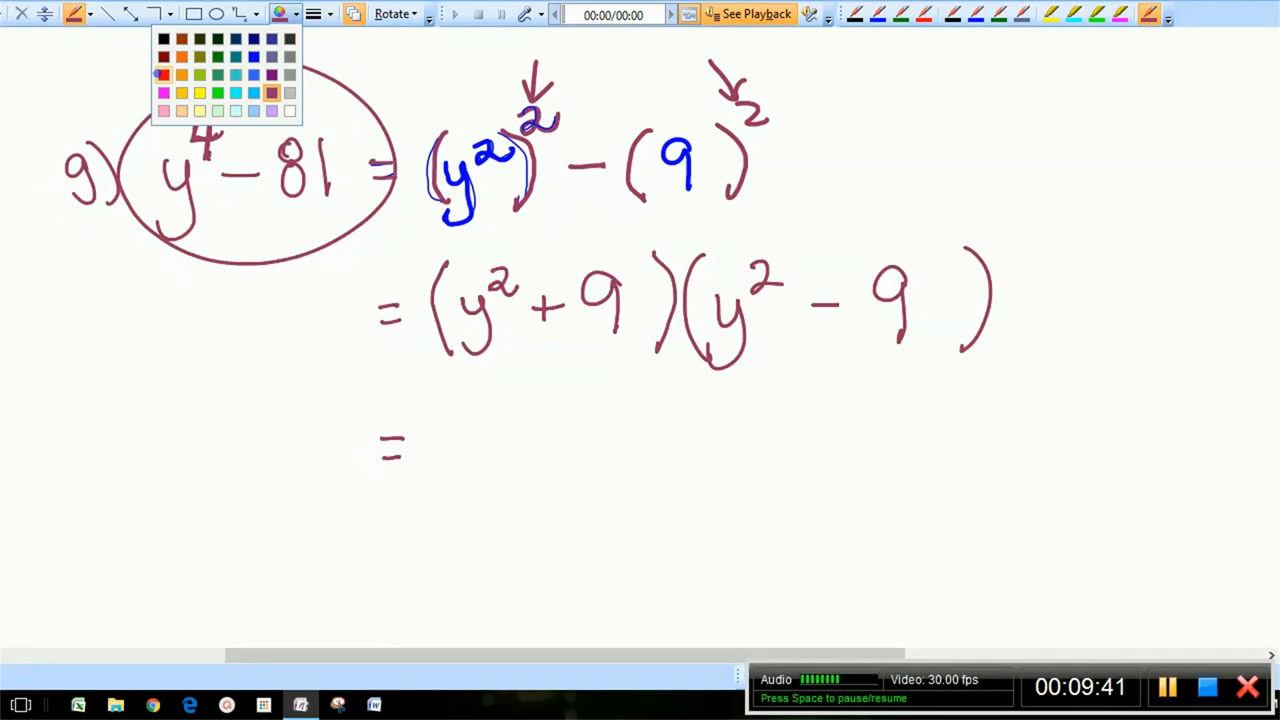 Rotate 00:00/00:00 See Playback
g) y⁴ − 81 = (y²)² − (9)²
= (y² + 9)(y² − 9)
=
Audio Video: 30.00 fps 00:09:41
Press Space to pause/resume